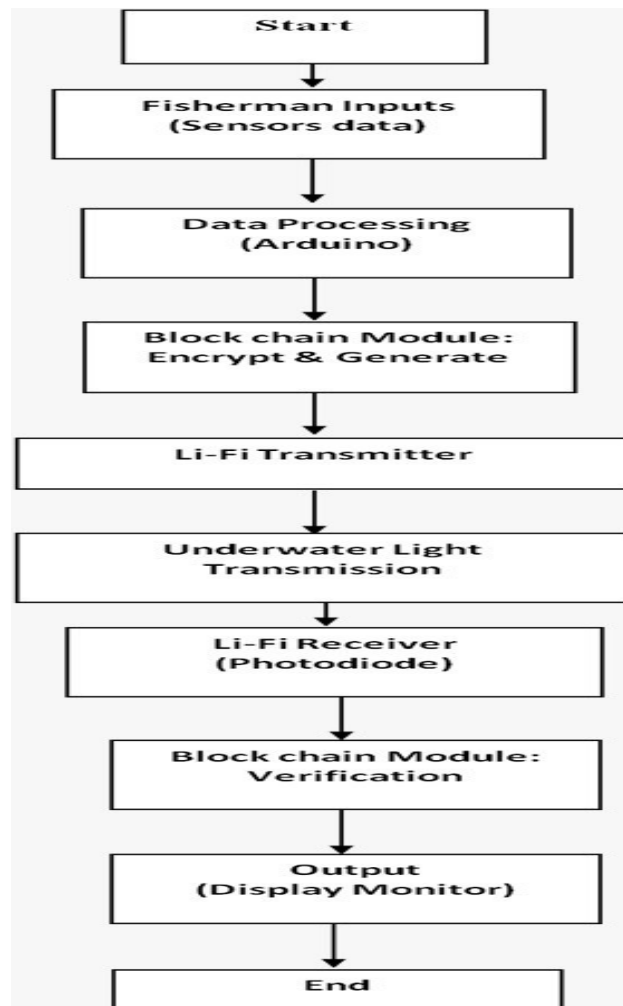 Start
Fisherman Inputs
(Sensors data)
Data Processing
(Arduino)
Block chain Module:
Encrypt & Generate
Li-Fi Transmitter
Underwater Light
Transmission
Li-Fi Receiver
(Photodiode)
Block chain Module:
Verification
Output
(Display Monitor)
End